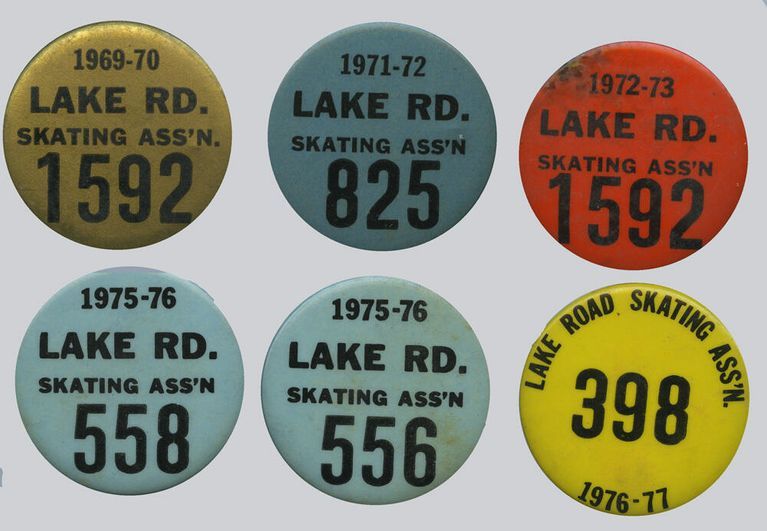 1969-70
LAKE RD.
SKATING ASS'N.
1592
1971-72
LAKE RD.
SKATING ASS'N
825
1972-73
LAKE RD.
SKATING ASS'N
1592
1975-76
LAKE RD.
SKATING ASS'N
558
1975-76
LAKE RD.
SKATING ASS'N
556
LAKE ROAD SKATING ASS'N.
398
1976-77